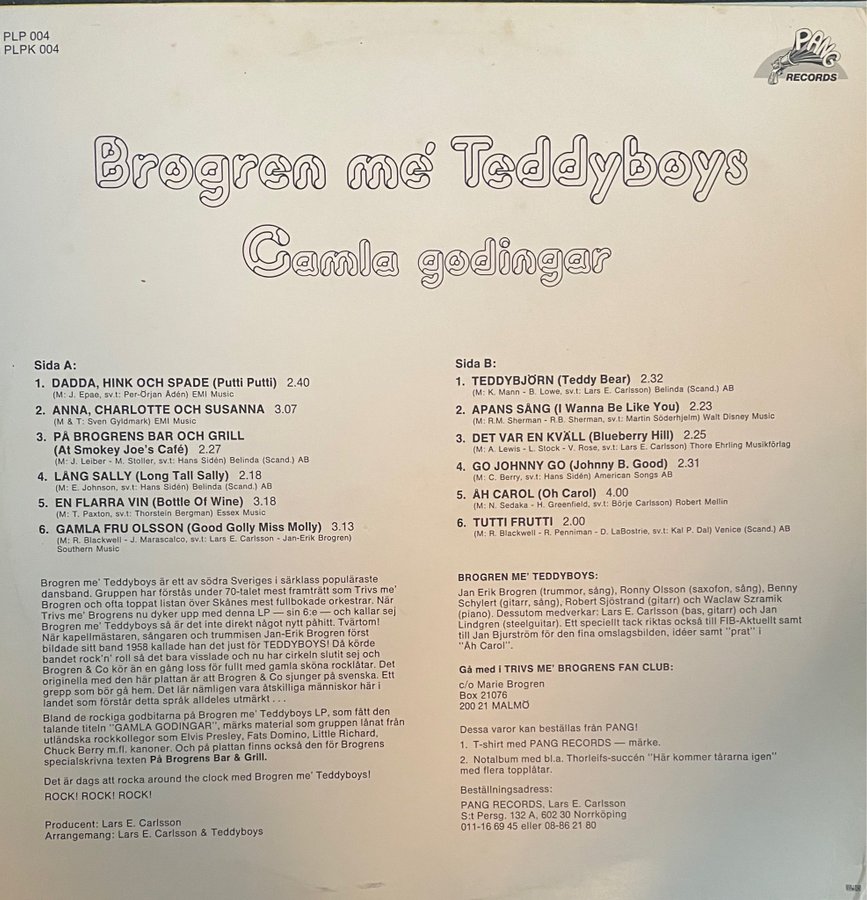 PLP 004
PLPK 004
PANG
RECORDS
Brogren me' Teddyboys
Gamla godingar
Sida A:
1. DADDA, HINK OCH SPADE (Putti Putti) 2.40
(M: J. Epae, sv.t: Per-Örjan Ådén) EMI Music
2. ANNA, CHARLOTTE OCH SUSANNA 3.07
(M & T: Sven Gyldmark) EMI Music
3. PÅ BROGRENS BAR OCH GRILL
(At Smokey Joe's Café) 2.27
(M: J. Leiber - M. Stoller, sv.t: Hans Sidén) Belinda (Scand.) AB
4. LÅNG SALLY (Long Tall Sally) 2.18
(M: E. Johnson, sv.t: Hans Sidén) Belinda (Scand.) AB
5. EN FLARRA VIN (Bottle Of Wine) 3.18
(M: T. Paxton, sv.t: Thorstein Bergman) Essex Music
6. GAMLA FRU OLSSON (Good Golly Miss Molly) 3.13
(M: R. Blackwell - J. Marascalco, sv.t: Lars E. Carlsson - Jan-Erik Brogren)
Southern Music
Brogren me' Teddyboys är ett av södra Sveriges i särklass populäraste
dansband. Gruppen har förstås under 70-talet mest framträtt som Trivs me'
Brogren och ofta toppat listan över Skånes mest fullbokade orkestrar. När
Trivs me' Brogrens nu dyker upp med denna LP — sin 6:e — och kallar sej
Brogren me' Teddyboys så är det inte direkt något nytt påhitt. Tvärtom!
När kapellmästaren, sångaren och trummisen Jan-Erik Brogren först
bildade sitt band 1958 kallade han det just för TEDDYBOYS! Då körde
bandet rock'n' roll så det bara visslade och nu har cirkeln slutit sej och
Brogren & Co kör än en gång loss för fullt med gamla sköna rocklåtar. Det
originella med den här plattan är att Brogren & Co sjunger på svenska. Ett
grepp som bör gå hem. Det lär nämligen vara åtskilliga människor här i
landet som förstår detta språk alldeles utmärkt . . .
Bland de rockiga godbitarna på Brogren me' Teddyboys LP, som fått den
talande titeln "GAMLA GODINGAR", märks material som gruppen lånat från
utländska rockkollegor som Elvis Presley, Fats Domino, Little Richard,
Chuck Berry m.fl. kanoner. Och på plattan finns också den för Brogrens
specialskrivna texten På Brogrens Bar & Grill.
Det är dags att rocka around the clock med Brogren me' Teddyboys!
ROCK! ROCK! ROCK!
Producent: Lars E. Carlsson
Arrangemang: Lars E. Carlsson & Teddyboys
Sida B:
1. TEDDYBJÖRN (Teddy Bear) 2.32
(M: K. Mann - B. Lowe, sv.t: Lars E. Carlsson) Belinda (Scand.) AB
2. APANS SÅNG (I Wanna Be Like You) 2.23
(M: R.M. Sherman - R.B. Sherman, sv.t: Martin Söderhjelm) Walt Disney Music
3. DET VAR EN KVÄLL (Blueberry Hill) 2.25
(M: A. Lewis - L. Stock - V. Rose, sv.t: Lars E. Carlsson) Thore Ehrling Musikförlag
4. GO JOHNNY GO (Johnny B. Good) 2.31
(M: C. Berry, sv.t: Hans Sidén) American Songs AB
5. ÅH CAROL (Oh Carol) 4.00
(M: N. Sedaka - H. Greenfield, sv.t: Börje Carlsson) Robert Mellin
6. TUTTI FRUTTI 2.00
(M: R. Blackwell - R. Penniman - D. LaBostrie, sv.t: Kal P. Dal) Venice (Scand.) AB
BROGREN ME' TEDDYBOYS:
Jan Erik Brogren (trummor, sång), Ronny Olsson (saxofon, sång), Benny
Schylert (gitarr, sång), Robert Sjöstrand (gitarr) och Waclaw Szramik
(piano). Dessutom medverkar: Lars E. Carlsson (bas, gitarr) och Jan
Lindgren (steelguitar). Ett speciellt tack riktas också till FIB-Aktuellt samt
till Jan Bjurström för den fina omslagsbilden, idéer samt "prat" i
"Åh Carol".
Gå med i TRIVS ME' BROGRENS FAN CLUB:
c/o Marie Brogren
Box 21076
200 21 MALMÖ
Dessa varor kan beställas från PANG!
1. T-shirt med PANG RECORDS — märke.
2. Notalbum med bl.a. Thorleifs-succén "Här kommer tårarna igen"
med flera topplåtar.
Beställningsadress:
PANG RECORDS, Lars E. Carlsson
S:t Persg. 132 A, 602 30 Norrköping
011-16 69 45 eller 08-86 21 80